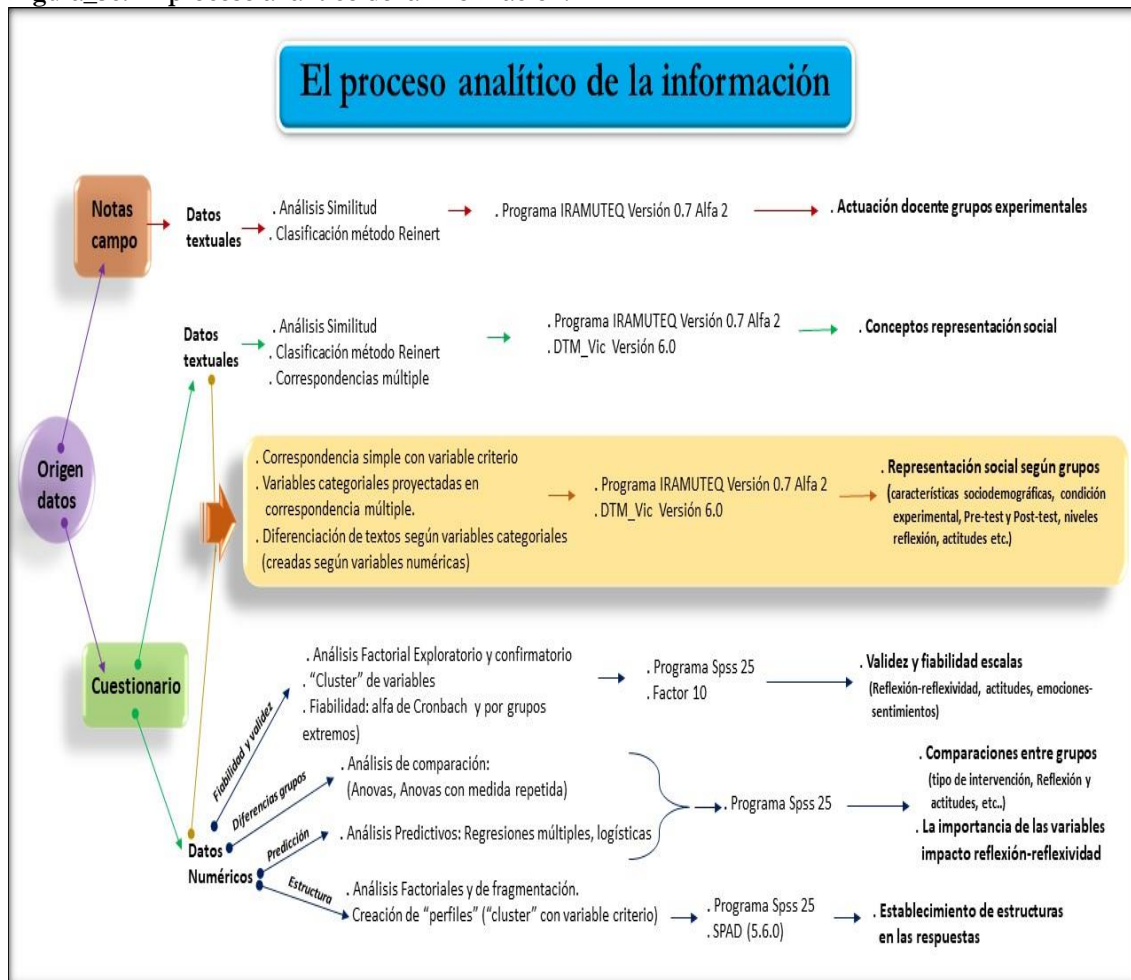 El proceso analítico de la información
Notas
campo
Datos
textuales
. Análisis Similitud
. Clasificación método Reinert
. Programa IRAMUTEQ Versión 0.7 Alfa 2
. Actuación docente grupos experimentales
Datos
textuales
. Análisis Similitud
. Clasificación método Reinert
. Correspondencias múltiple
. Programa IRAMUTEQ Versión 0.7 Alfa 2
. DTM_Vic Versión 6.0
. Conceptos representación social
Origen
datos
. Correspondencia simple con variable criterio
. Variables categoriales proyectadas en
correspondencia múltiple.
. Diferenciación de textos según variables categoriales
(creadas según variables numéricas)
. Programa IRAMUTEQ Versión 0.7 Alfa 2
. DTM_Vic Versión 6.0
. Representación social según grupos
(características sociodemográficas, condición
experimental, Pre-test y Post-test, niveles
reflexión, actitudes etc.)
Cuestionario
Datos
Numéricos
Fiabilidad y validez
. Análisis Factorial Exploratorio y confirmatorio
. "Cluster" de variables
. Fiabilidad: alfa de Cronbach y por grupos
extremos)
. Programa Spss 25
. Factor 10
. Validez y fiabilidad escalas
(Reflexión-reflexividad, actitudes, emociones-
sentimientos)
Diferencias grupos
. Análisis de comparación:
(Anovas, Anovas con medida repetida)
Predicción
. Análisis Predictivos: Regresiones múltiples, logísticas
. Programa Spss 25
. Comparaciones entre grupos
(tipo de intervención, Reflexión y
actitudes, etc..)
. La importancia de las variables
impacto reflexión-reflexividad
Estructura
. Análisis Factoriales y de fragmentación.
. Creación de "perfiles" ("cluster" con variable criterio)
. Programa Spss 25
. SPAD (5.6.0)
. Establecimiento de estructuras
en las respuestas